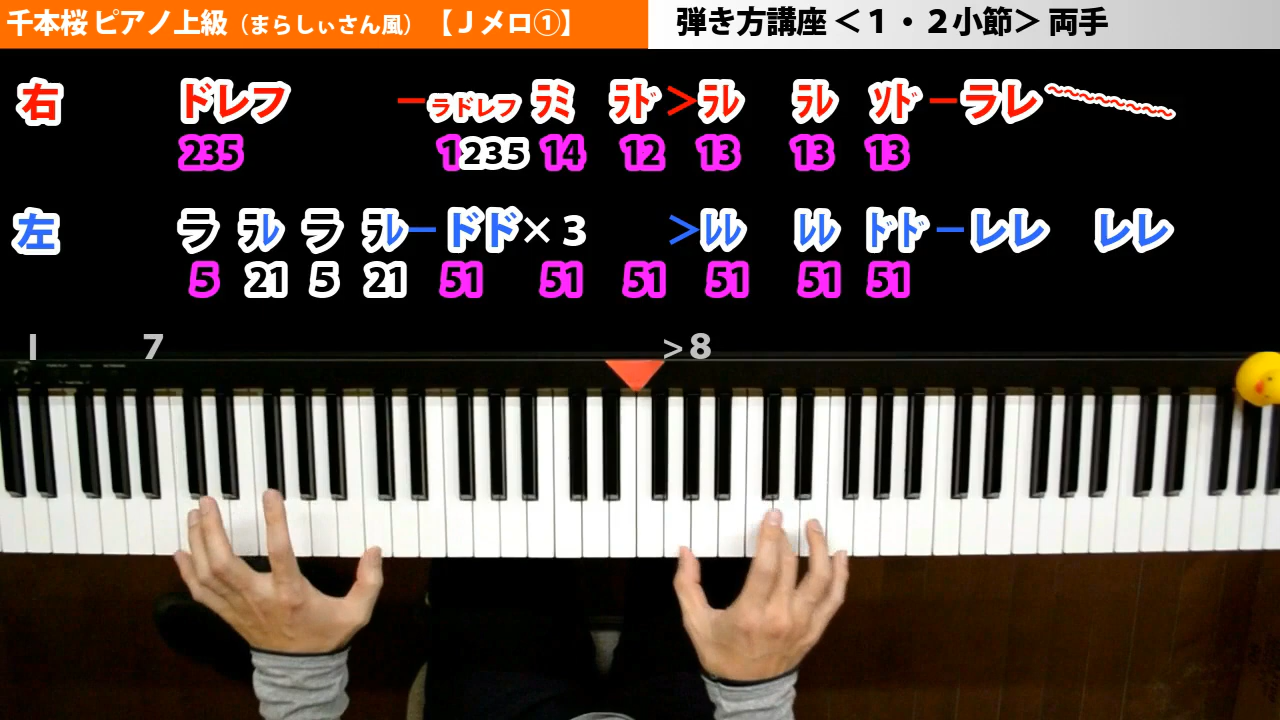 千本桜 ピアノ上級（まらしぃさん風）【Ｊメロ①】
弾き方講座 ＜１・２小節＞ 両手
右 ドレフ ーラドレフ ﾗﾐ ﾗﾄﾞ ＞ﾗﾚ ﾗﾚ ｿﾄﾞ ーラレ～～～～～～～～
235 1235 14 12 13 13 13
左 ラ ﾗﾚ ラ ﾗﾚ ードド×３ ＞ﾚﾚ ﾚﾚ ﾄﾞﾄﾞ ーレレ レレ
5 21 5 21 51 51 51 51 51 51
| 7 >8